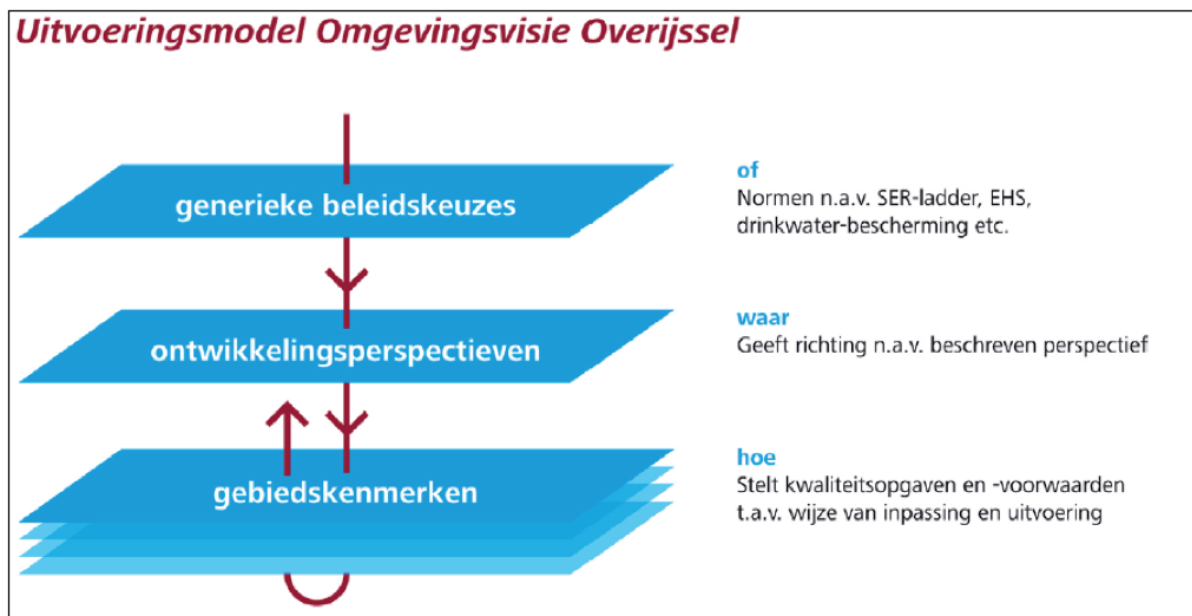 Uitvoeringsmodel Omgevingsvisie Overijssel
generieke beleidskeuzes
of
Normen n.a.v. SER-ladder, EHS,
drinkwater-bescherming etc.
ontwikkelingsperspectieven
waar
Geeft richting n.a.v. beschreven perspectief
gebiedskenmerken
hoe
Stelt kwaliteitsopgaven en -voorwaarden
t.a.v. wijze van inpassing en uitvoering